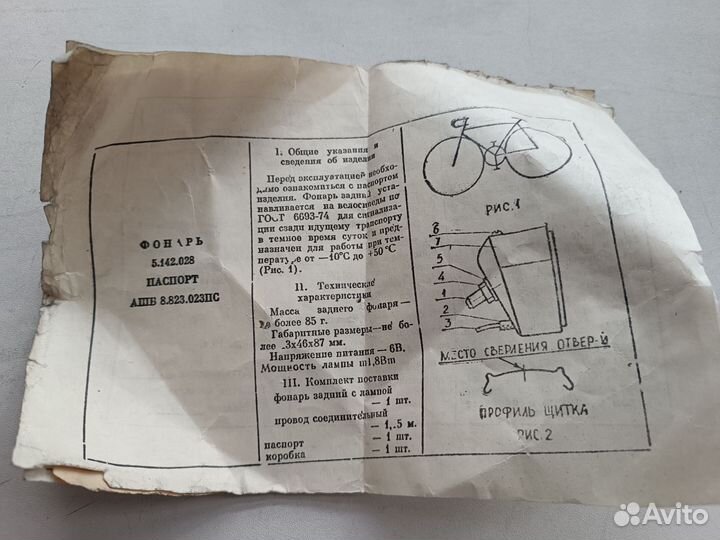 ФОНАРЬ
5.142.028
ПАСПОРТ
АШБ 8.823.023ПС
I. Общие указания и
сведения об изделии
Перед эксплуатацией необхо-
димо ознакомиться с паспортом
изделия. Фонарь задний уста-
навливается на велосипеды по
ГОСТ 6693-74 для сигнализа-
ции сзади идущему транспорту
в темное время суток и пред-
назначен для работы при тем-
пературе от —10°С до +50°С
(Рис. 1).
II. Технические
характеристики
Масса заднего фонаря—
не более 85 г.
Габаритные размеры—не бо-
лее 3х46х87 мм.
Напряжение питания — 6В.
Мощность лампы 1,8Вт
III. Комплект поставки
фонарь задний с лампой
— 1 шт.
провод соединительный
— 1,5 м.
паспорт — 1 шт.
коробка — 1 шт.
РИС.1
6
7
5
4
1
2
3
МЕСТО СВЕРЛЕНИЯ ОТВЕР-Й
ПРОФИЛЬ ЩИТКА
РИС.2
Avito